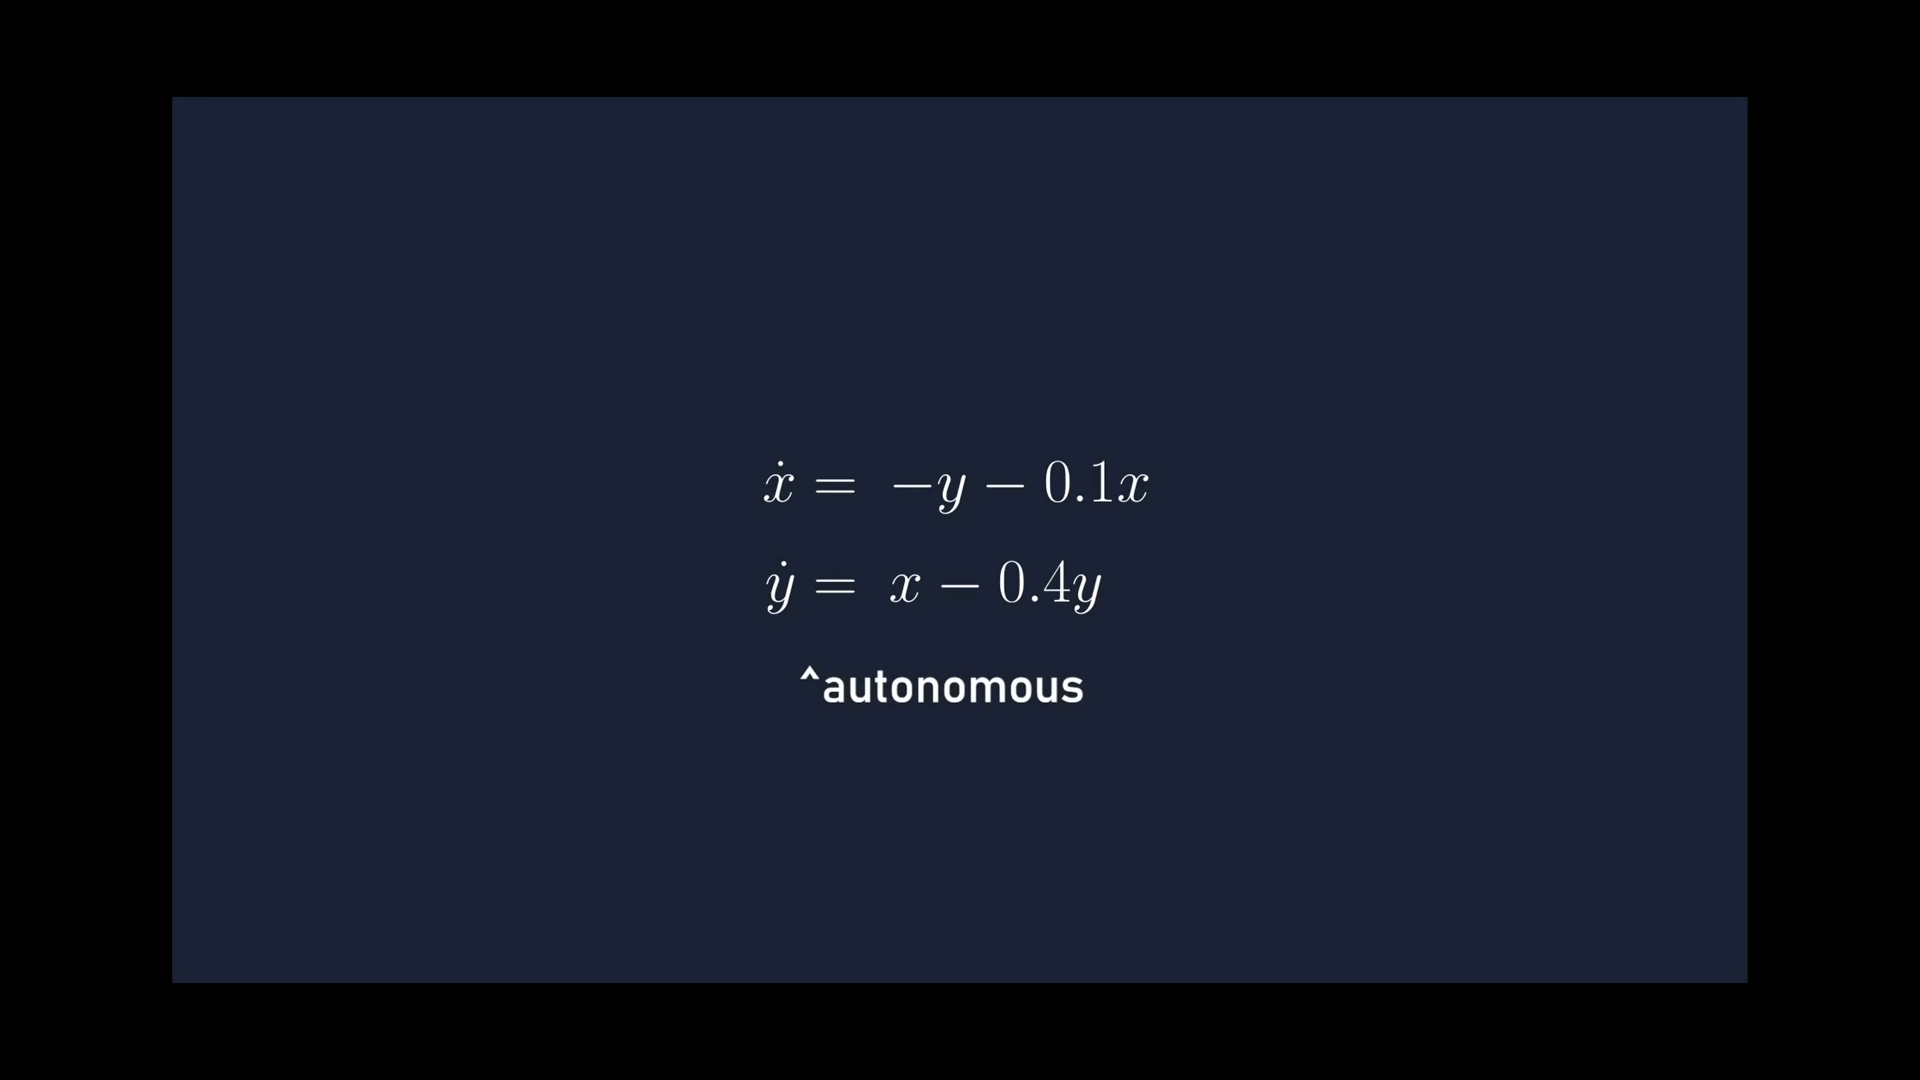 ẋ = −y − 0.1x
ẏ = x − 0.4y
^autonomous